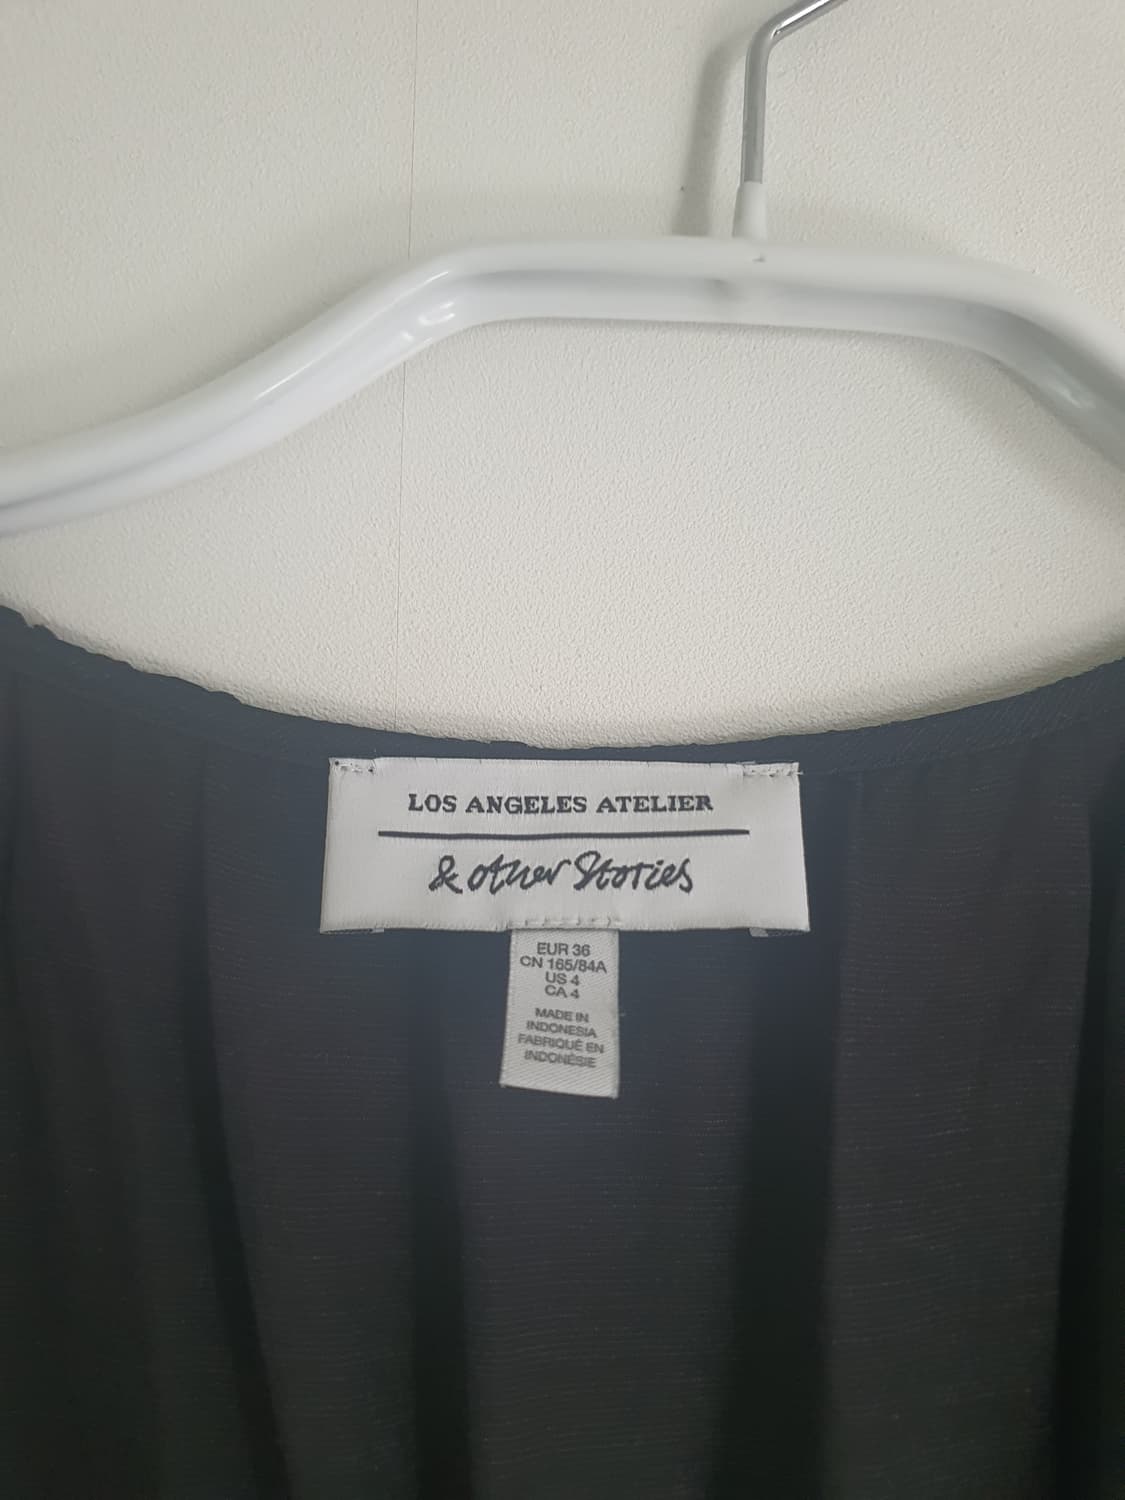 LOS ANGELES ATELIER
& other Stories
EUR 36
CN 165/84A
US 4
CA 4
MADE IN
INDONESIA
FABRIQUÉ EN
INDONÉSIE